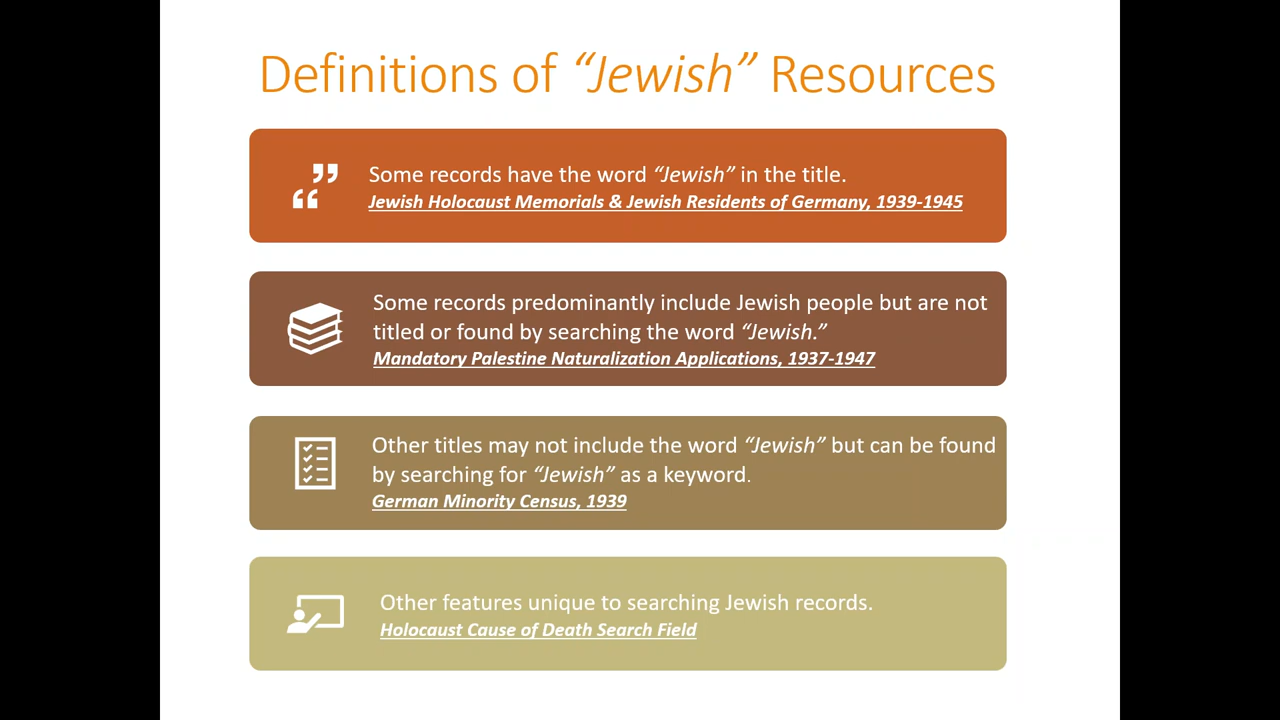 Definitions of “Jewish” Resources
Some records have the word “Jewish” in the title.
Jewish Holocaust Memorials & Jewish Residents of Germany, 1939-1945
Some records predominantly include Jewish people but are not
titled or found by searching the word “Jewish.”
Mandatory Palestine Naturalization Applications, 1937-1947
Other titles may not include the word “Jewish” but can be found
by searching for “Jewish” as a keyword.
German Minority Census, 1939
Other features unique to searching Jewish records.
Holocaust Cause of Death Search Field